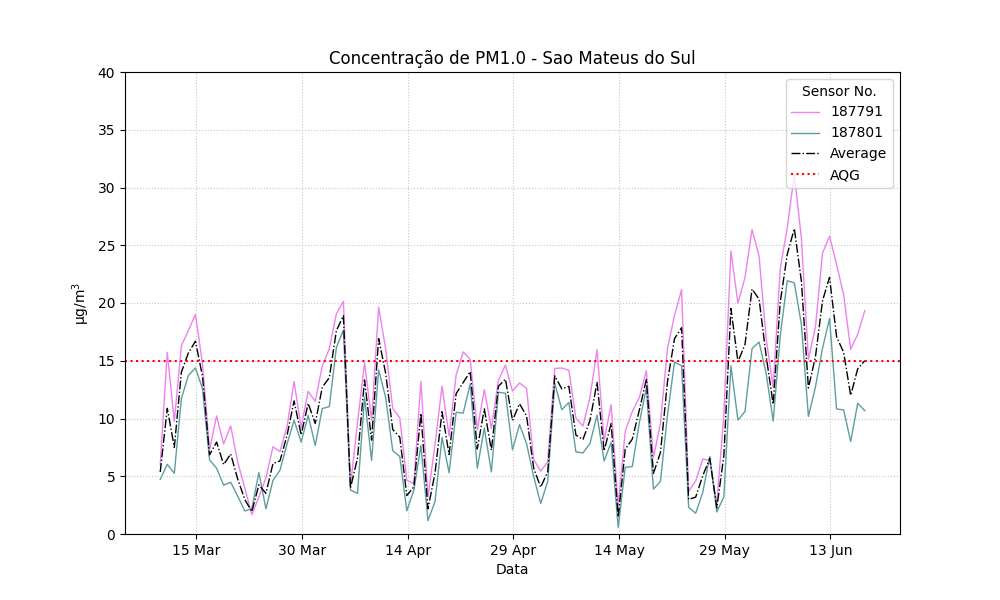 Concentração de PM1.0 - Sao Mateus do Sul
Sensor No.
187791
187801
Average
AQG
µg/m³
40
35
30
25
20
15
10
5
0
15 Mar
30 Mar
14 Apr
29 Apr
14 May
29 May
13 Jun
Data